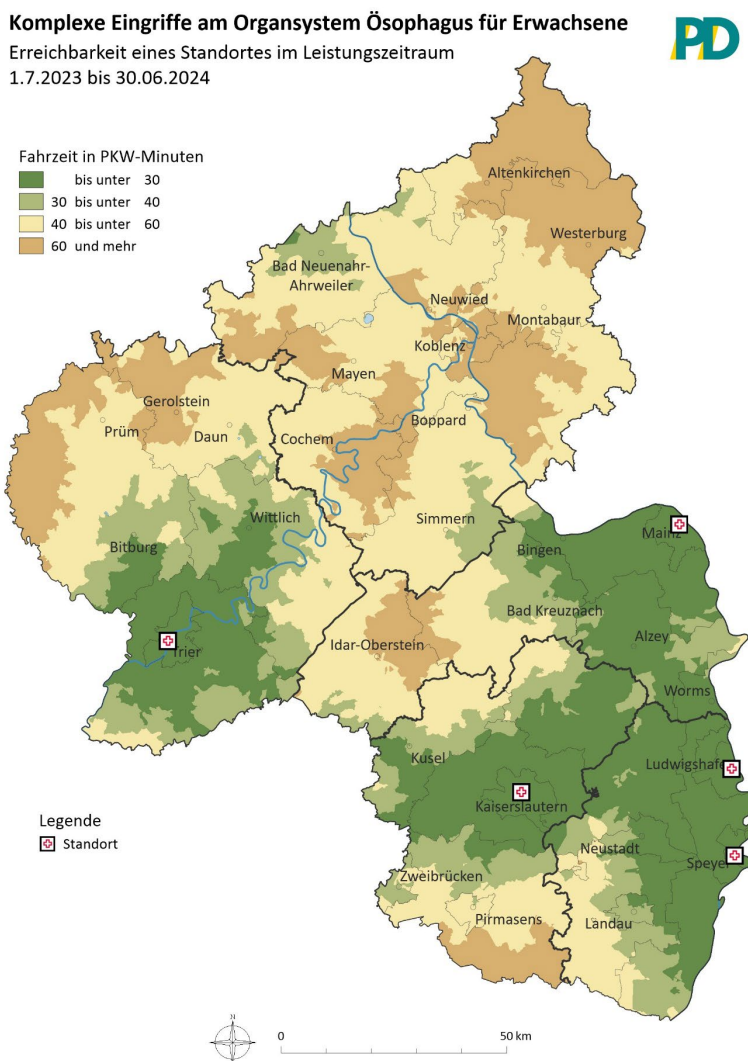 Komplexe Eingriffe am Organsystem Ösophagus für Erwachsene
Erreichbarkeit eines Standortes im Leistungszeitraum
1.7.2023 bis 30.06.2024
PD
Fahrzeit in PKW-Minuten
bis unter 30
30 bis unter 40
40 bis unter 60
60 und mehr
Altenkirchen
Westerburg
Bad Neuenahr-
Ahrweiler
Neuwied
Montabaur
Koblenz
Mayen
Gerolstein
Boppard
Prüm
Daun
Cochem
Wittlich
Simmern
Mainz
Bitburg
Bingen
Bad Kreuznach
Alzey
Idar-Oberstein
Trier
Worms
Kusel
Ludwigshafe
Kaiserslautern
Legende
Standort
Neustadt
Speyer
Zweibrücken
Pirmasens
Landau
N
0
50 km